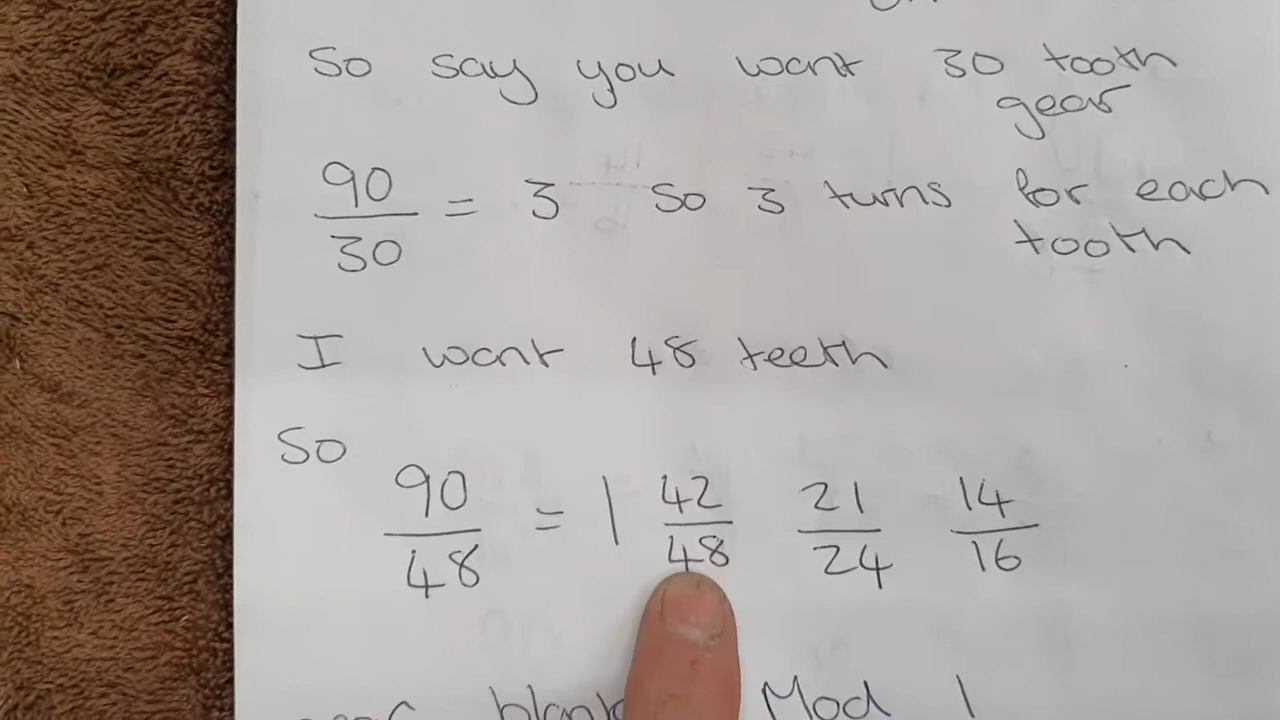 So say you want 30 tooth
gear
90/30 = 3 So 3 turns for each
tooth
I want 48 teeth
So
90/48 = 1 42/48 21/24 14/16
Mod 1